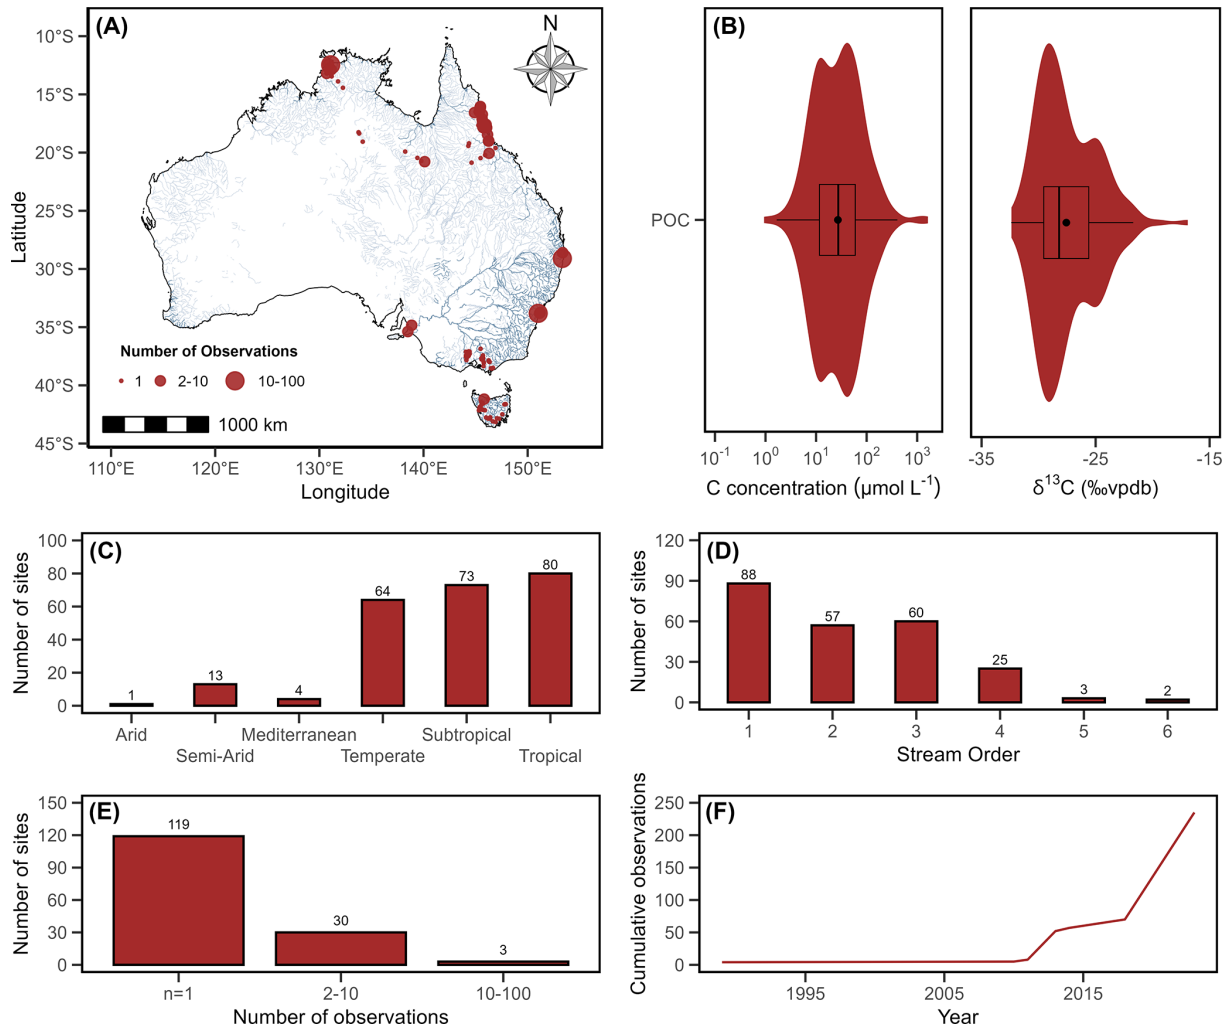 (A)
N
10°S
15°S
20°S
25°S
30°S
35°S
40°S
45°S
Latitude
Number of Observations
1 2-10 10-100
1000 km
110°E 120°E 130°E 140°E 150°E
Longitude
(B)
POC
10⁻¹ 10⁰ 10¹ 10² 10³
C concentration (µmol L⁻¹)
-35 -25 -15
δ¹³C (‰vpdb)
(C)
Number of sites
100
80
60
40
20
0
1 13 4 64 73 80
Arid Mediterranean Subtropical
Semi-Arid Temperate Tropical
(D)
Number of sites
120
90
60
30
0
88 57 60 25 3 2
1 2 3 4 5 6
Stream Order
(E)
Number of sites
150
120
90
60
30
0
119 30 3
n=1 2-10 10-100
Number of observations
(F)
Cumulative observations
250
200
150
100
50
0
1995 2005 2015
Year